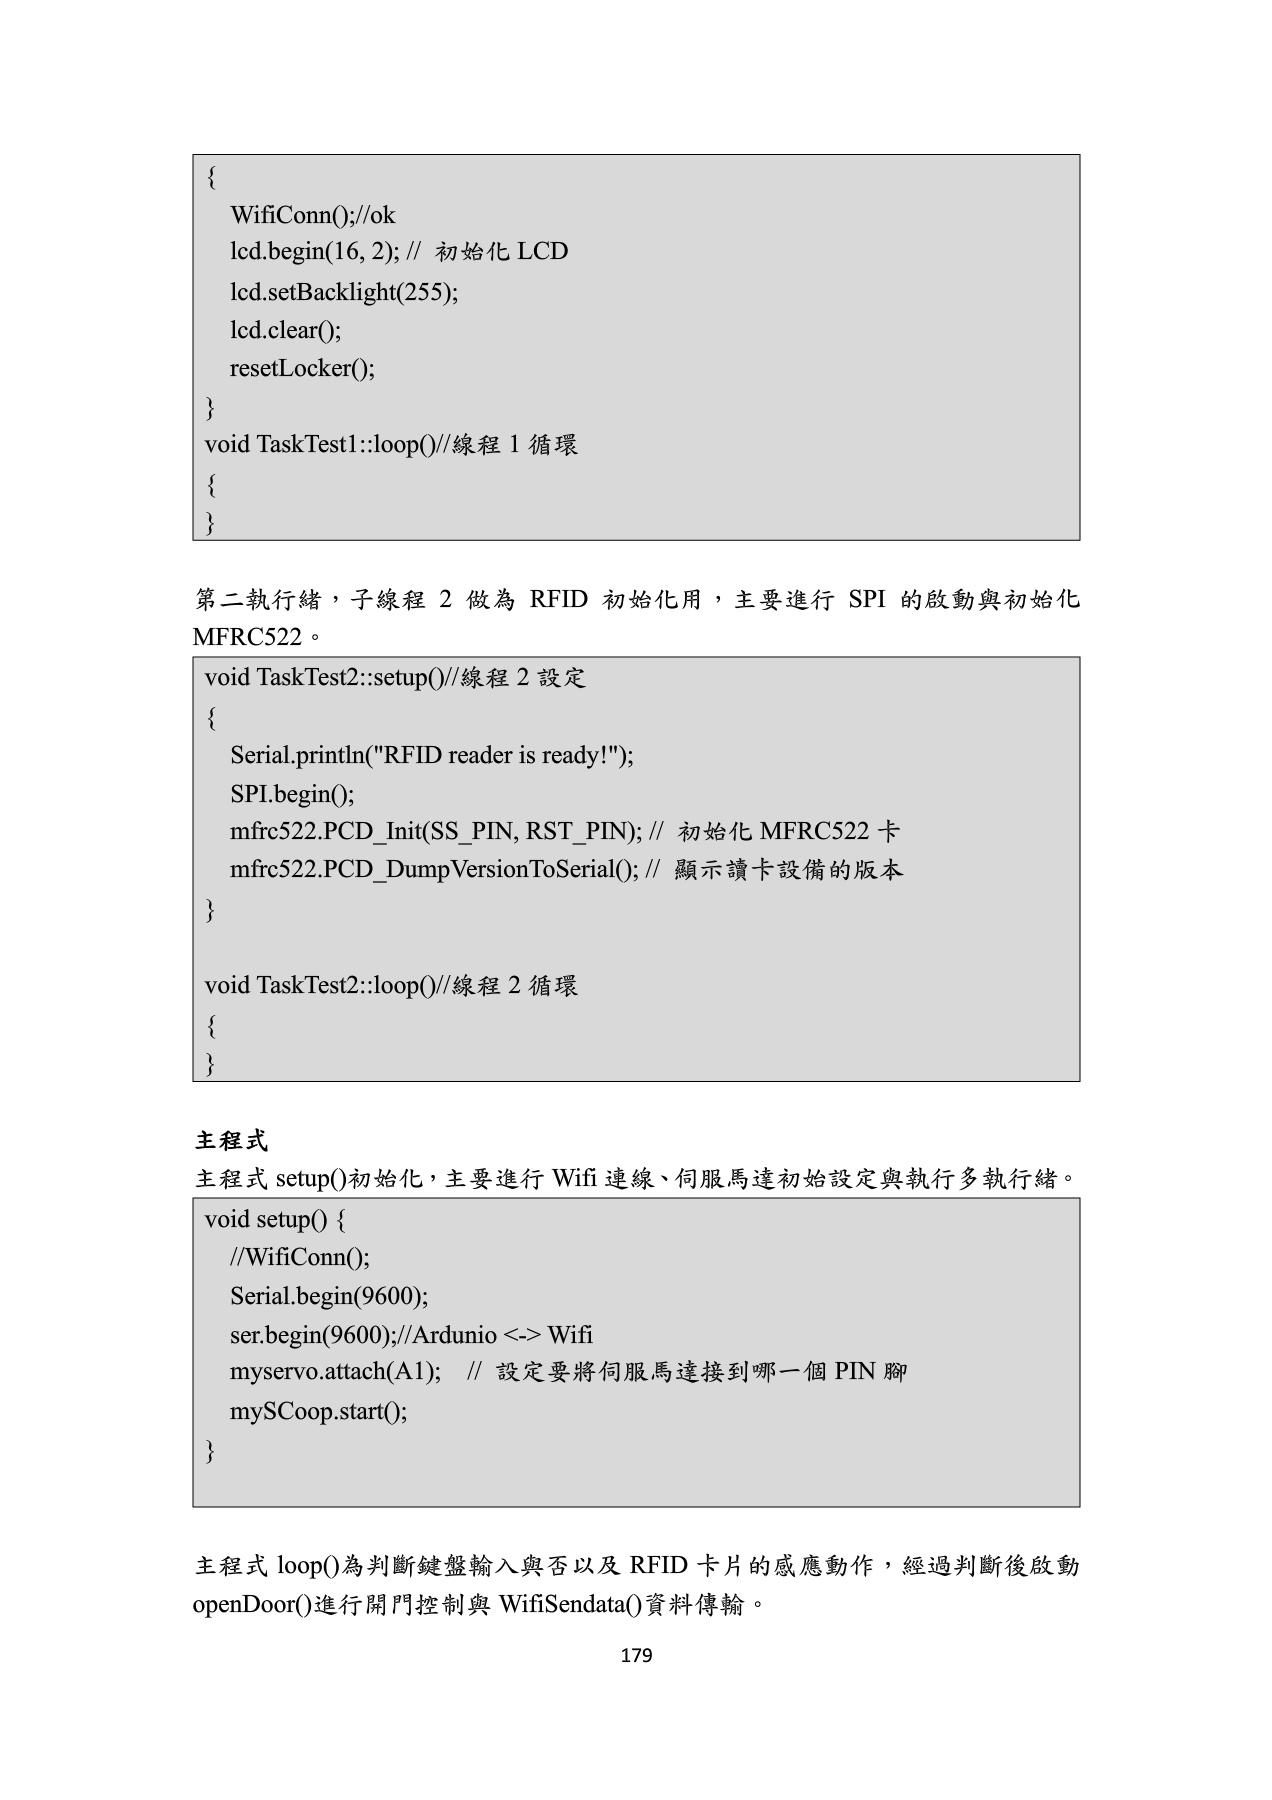 {
WifiConn();//ok
lcd.begin(16, 2); // 初始化 LCD
lcd.setBacklight(255);
lcd.clear();
resetLocker();
}
void TaskTest1::loop()//線程 1 循環
{
}
第二執行緒，子線程 2 做為 RFID 初始化用，主要進行 SPI 的啟動與初始化
MFRC522。
void TaskTest2::setup()//線程 2 設定
{
Serial.println("RFID reader is ready!");
SPI.begin();
mfrc522.PCD_Init(SS_PIN, RST_PIN); // 初始化 MFRC522 卡
mfrc522.PCD_DumpVersionToSerial(); // 顯示讀卡設備的版本
}
void TaskTest2::loop()//線程 2 循環
{
}
主程式
主程式 setup()初始化，主要進行 Wifi 連線、伺服馬達初始設定與執行多執行緒。
void setup() {
//WifiConn();
Serial.begin(9600);
ser.begin(9600);//Ardunio <-> Wifi
myservo.attach(A1); // 設定要將伺服馬達接到哪一個 PIN 腳
mySCoop.start();
}
主程式 loop()為判斷鍵盤輸入與否以及 RFID 卡片的感應動作，經過判斷後啟動
openDoor()進行開門控制與 WifiSendata()資料傳輸。
179